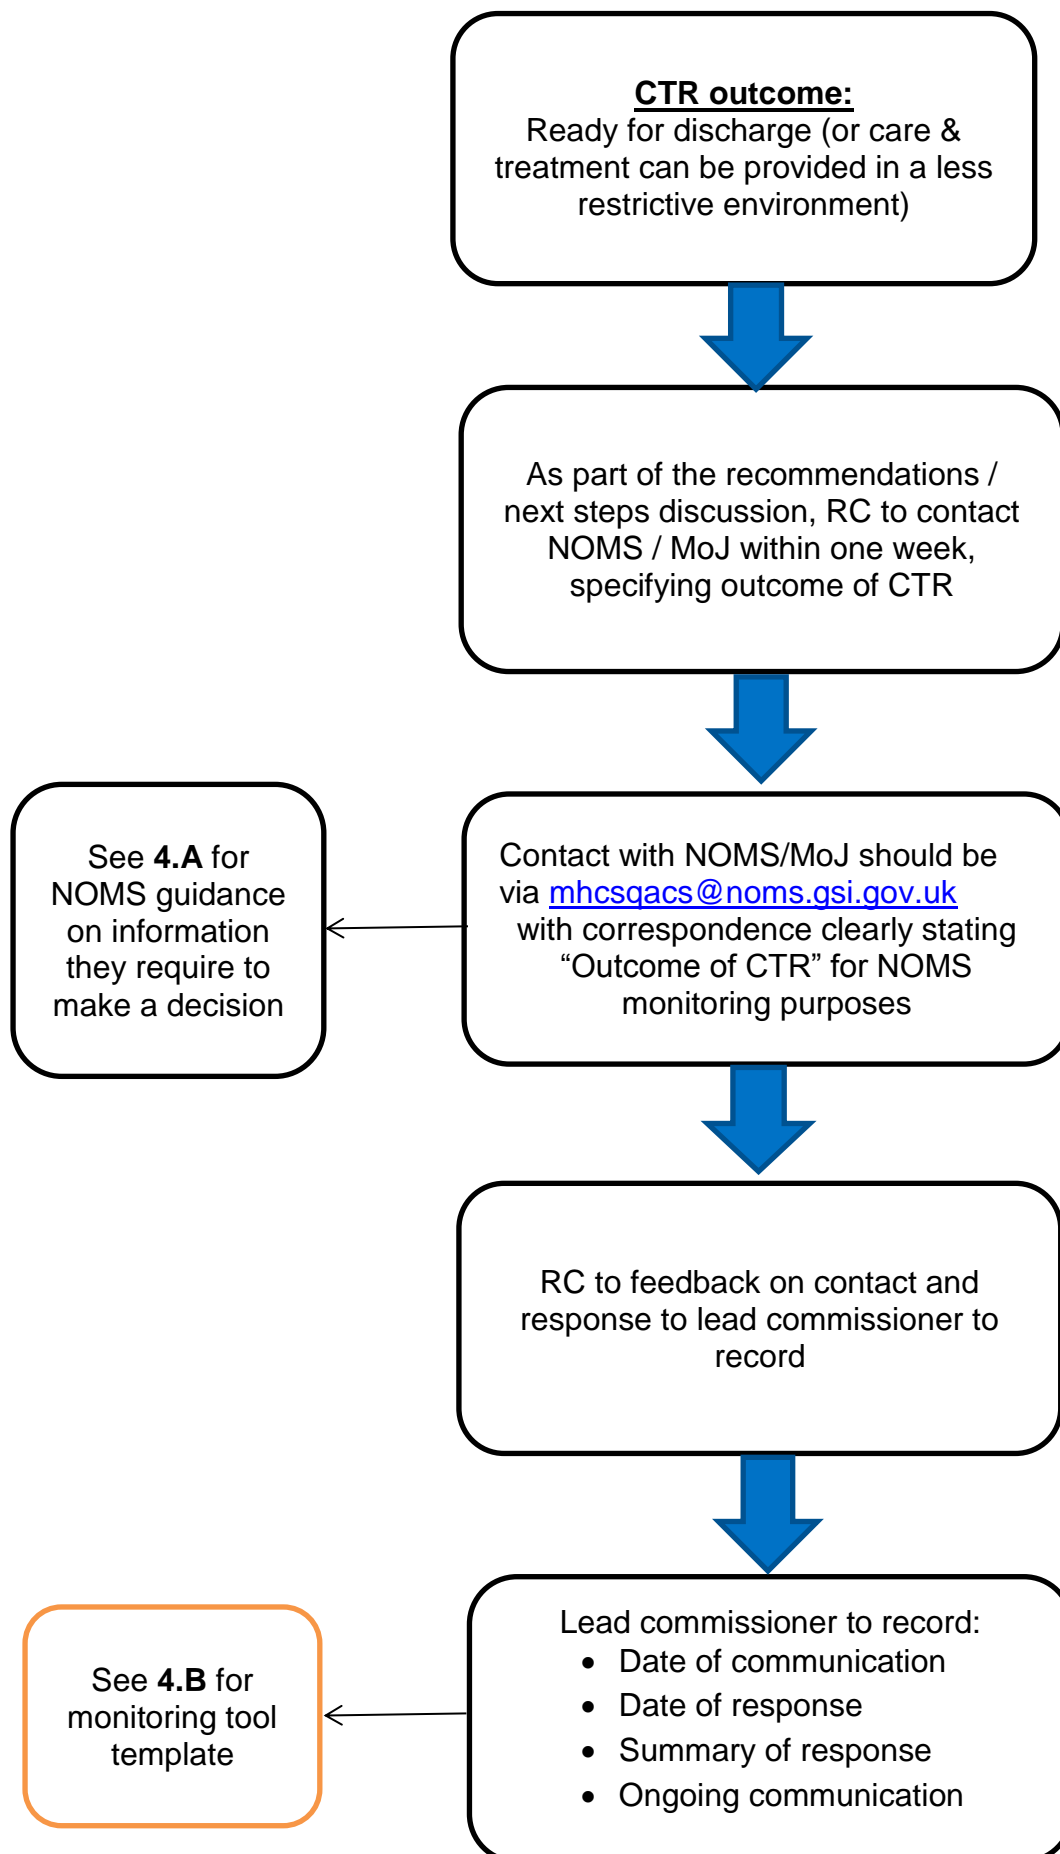 CTR outcome:
Ready for discharge (or care &
treatment can be provided in a less
restrictive environment)
As part of the recommendations /
next steps discussion, RC to contact
NOMS / MoJ within one week,
specifying outcome of CTR
See 4.A for
NOMS guidance
on information
they require to
make a decision
Contact with NOMS/MoJ should be
via mhcsqacs@noms.gsi.gov.uk
with correspondence clearly stating
“Outcome of CTR” for NOMS
monitoring purposes
RC to feedback on contact and
response to lead commissioner to
record
See 4.B for
monitoring tool
template
Lead commissioner to record:
• Date of communication
• Date of response
• Summary of response
• Ongoing communication